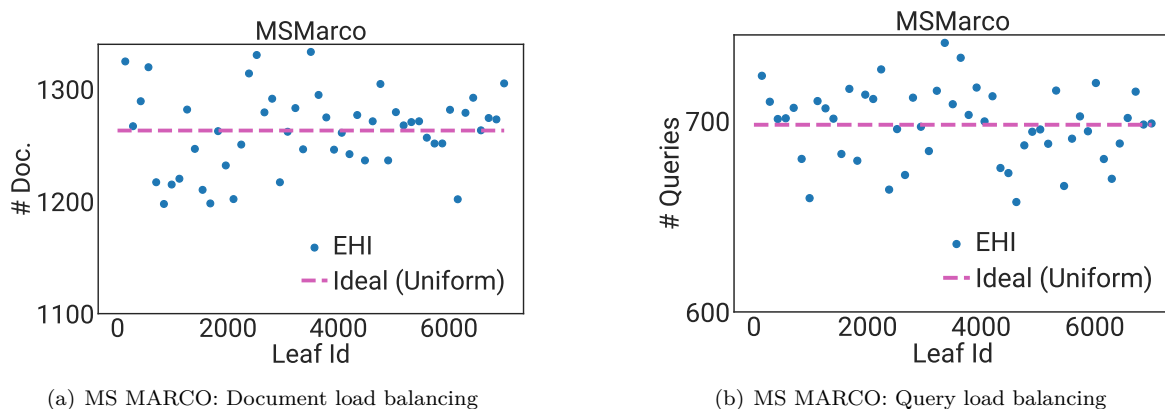 MSMarco
# Doc.
1300
1200
1100
EHI
Ideal (Uniform)
0 2000 4000 6000
Leaf Id
(a) MS MARCO: Document load balancing
MSMarco
# Queries
700
600
EHI
Ideal (Uniform)
0 2000 4000 6000
Leaf Id
(b) MS MARCO: Query load balancing